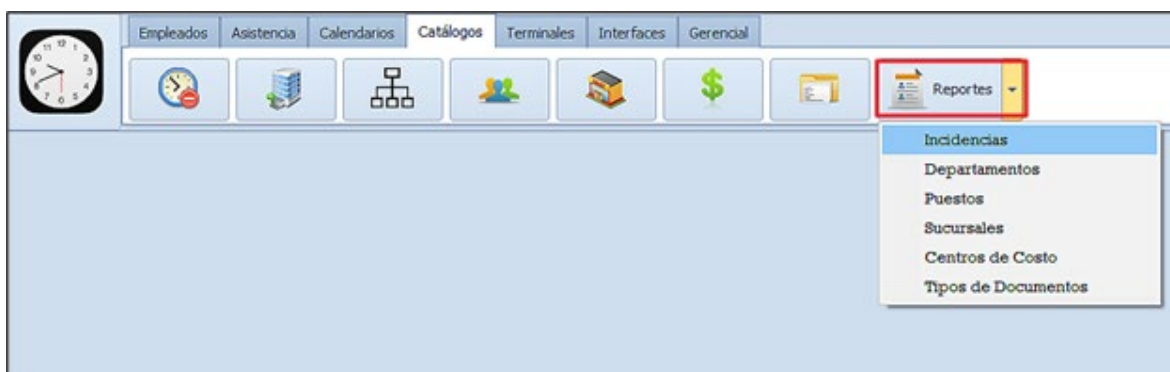 Empleados Asistencia Calendarios Catálogos Terminales Interfaces Gerencial
Reportes
Incidencias
Departamentos
Puestos
Sucursales
Centros de Costo
Tipos de Documentos